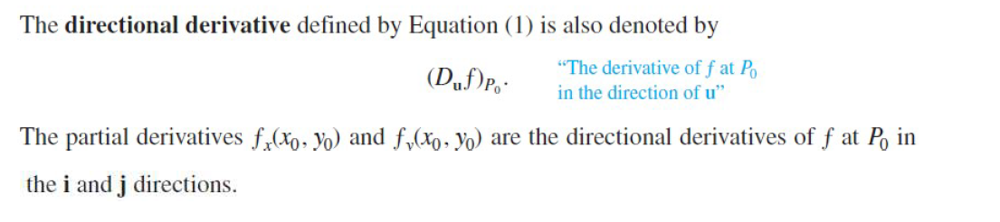 The directional derivative defined by Equation (1) is also denoted by
(D_u f)_{P_0}. "The derivative of f at P_0
in the direction of u"
The partial derivatives f_x(x_0, y_0) and f_y(x_0, y_0) are the directional derivatives of f at P_0 in
the i and j directions.